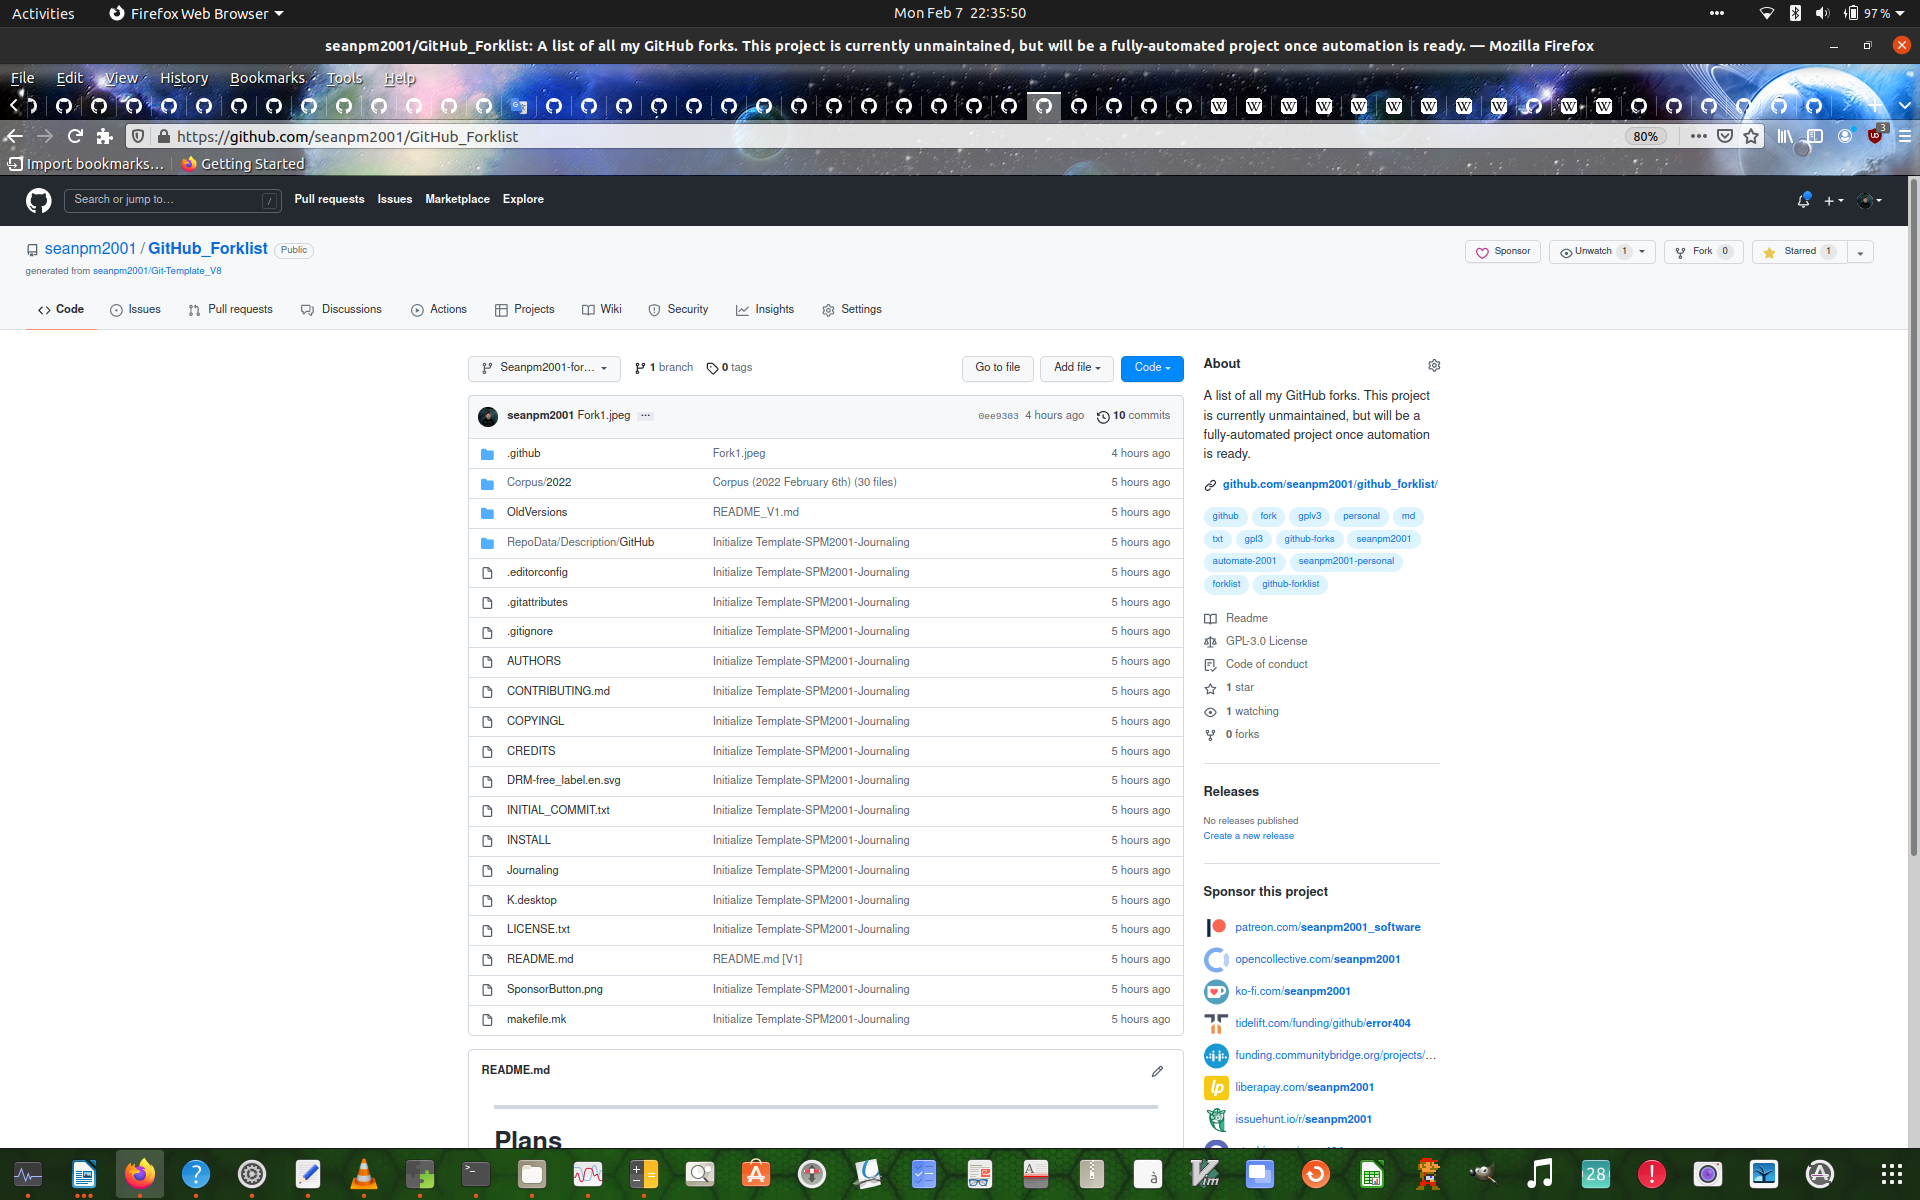 Activities
Firefox Web Browser
Mon Feb 7 22:35:50
97 %
seanpm2001/GitHub_Forklist: A list of all my GitHub forks. This project is currently unmaintained, but will be a fully-automated project once automation is ready. — Mozilla Firefox
File Edit View History Bookmarks Tools Help
https://github.com/seanpm2001/GitHub_Forklist
80%
3
Import bookmarks...
Getting Started
Search or jump to...
/
Pull requests Issues Marketplace Explore
seanpm2001 / GitHub_Forklist Public
generated from seanpm2001/Git-Template_V8
Sponsor
Unwatch 1
Fork 0
Starred 1
Code Issues Pull requests Discussions Actions Projects Wiki Security Insights Settings
Seanpm2001-for...
1 branch
0 tags
Go to file
Add file
Code
seanpm2001 Fork1.jpeg ...
0ee9303 4 hours ago 10 commits
.github Fork1.jpeg 4 hours ago
Corpus/2022 Corpus (2022 February 6th) (30 files) 5 hours ago
OldVersions README_V1.md 5 hours ago
RepoData/Description/GitHub Initialize Template-SPM2001-Journaling 5 hours ago
.editorconfig Initialize Template-SPM2001-Journaling 5 hours ago
.gitattributes Initialize Template-SPM2001-Journaling 5 hours ago
.gitignore Initialize Template-SPM2001-Journaling 5 hours ago
AUTHORS Initialize Template-SPM2001-Journaling 5 hours ago
CONTRIBUTING.md Initialize Template-SPM2001-Journaling 5 hours ago
COPYINGL Initialize Template-SPM2001-Journaling 5 hours ago
CREDITS Initialize Template-SPM2001-Journaling 5 hours ago
DRM-free_label.en.svg Initialize Template-SPM2001-Journaling 5 hours ago
INITIAL_COMMIT.txt Initialize Template-SPM2001-Journaling 5 hours ago
INSTALL Initialize Template-SPM2001-Journaling 5 hours ago
Journaling Initialize Template-SPM2001-Journaling 5 hours ago
K.desktop Initialize Template-SPM2001-Journaling 5 hours ago
LICENSE.txt Initialize Template-SPM2001-Journaling 5 hours ago
README.md README.md [V1] 5 hours ago
SponsorButton.png Initialize Template-SPM2001-Journaling 5 hours ago
makefile.mk Initialize Template-SPM2001-Journaling 5 hours ago
README.md
Plans
About
A list of all my GitHub forks. This project
is currently unmaintained, but will be a
fully-automated project once automation
is ready.
github.com/seanpm2001/github_forklist/
github fork gplv3 personal md
txt gpl3 github-forks seanpm2001
automate-2001 seanpm2001-personal
forklist github-forklist
Readme
GPL-3.0 License
Code of conduct
1 star
1 watching
0 forks
Releases
No releases published
Create a new release
Sponsor this project
patreon.com/seanpm2001_software
opencollective.com/seanpm2001
ko-fi.com/seanpm2001
tidelift.com/funding/github/error404
funding.communitybridge.org/projects/...
liberapay.com/seanpm2001
issuehunt.io/r/seanpm2001
28